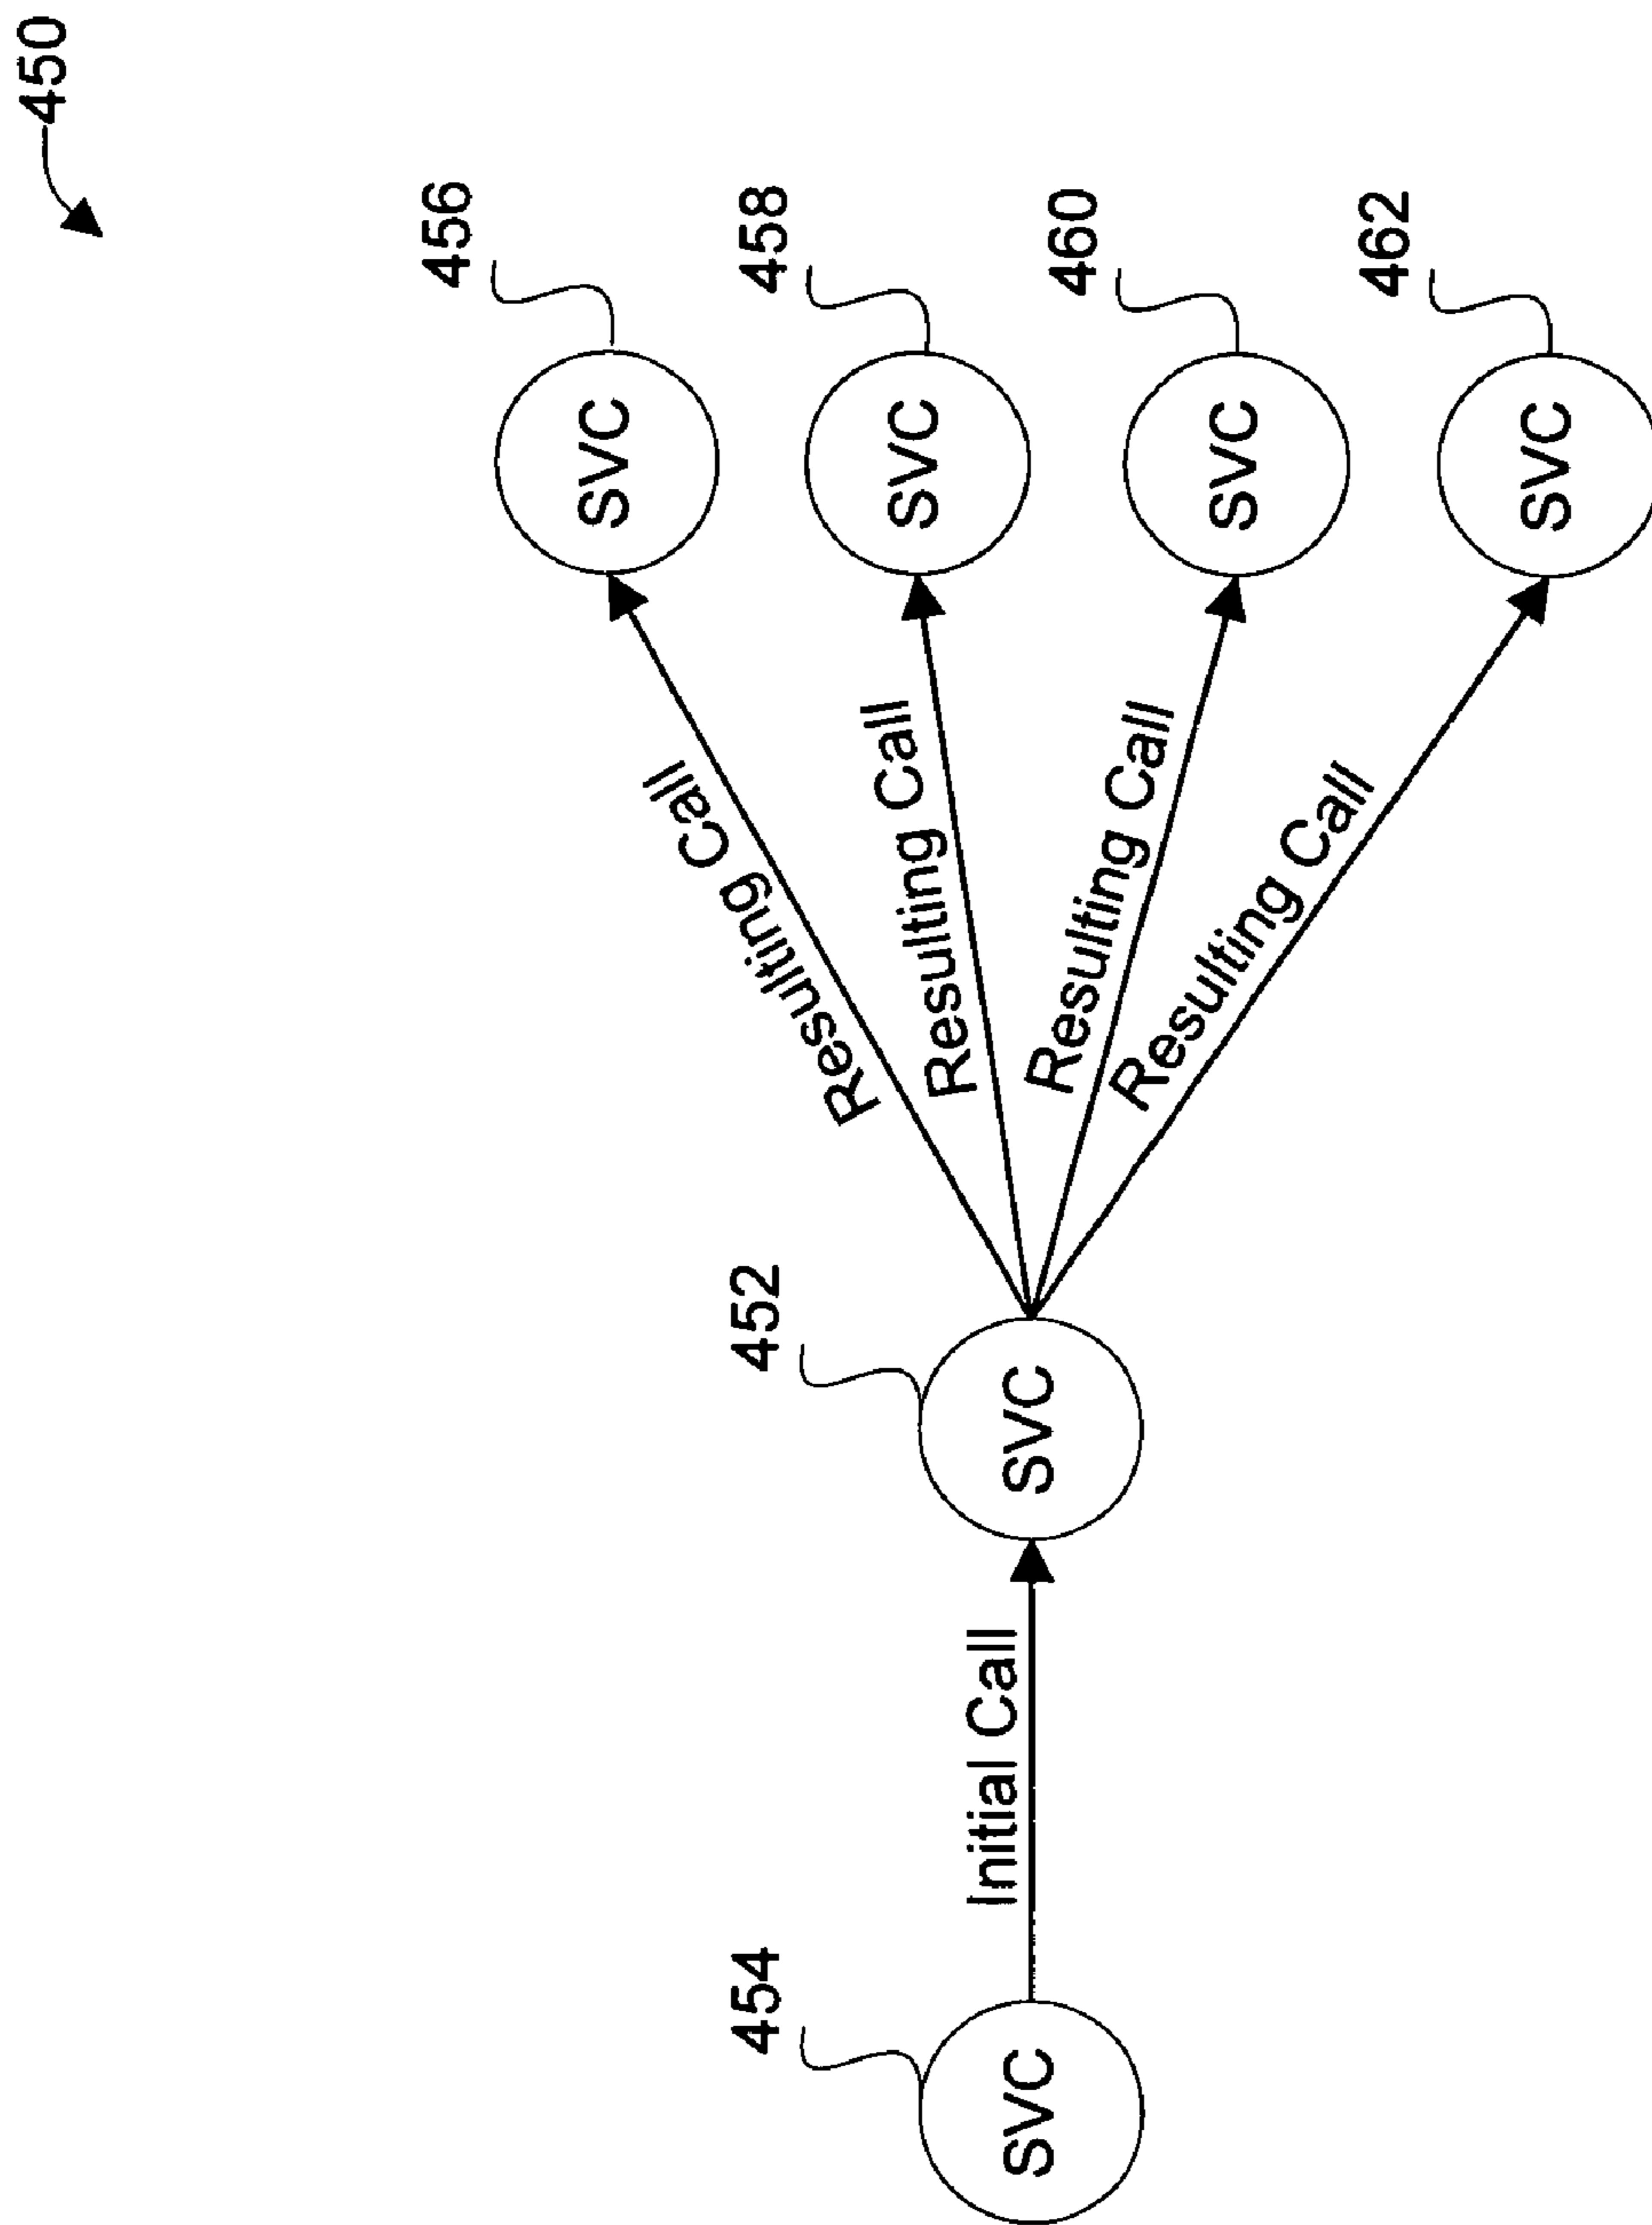 450
456
SVC
458
SVC
460
SVC
462
SVC
Resulting Call
Resulting Call
Resulting Call
Resulting Call
452
SVC
Initial Call
454
SVC